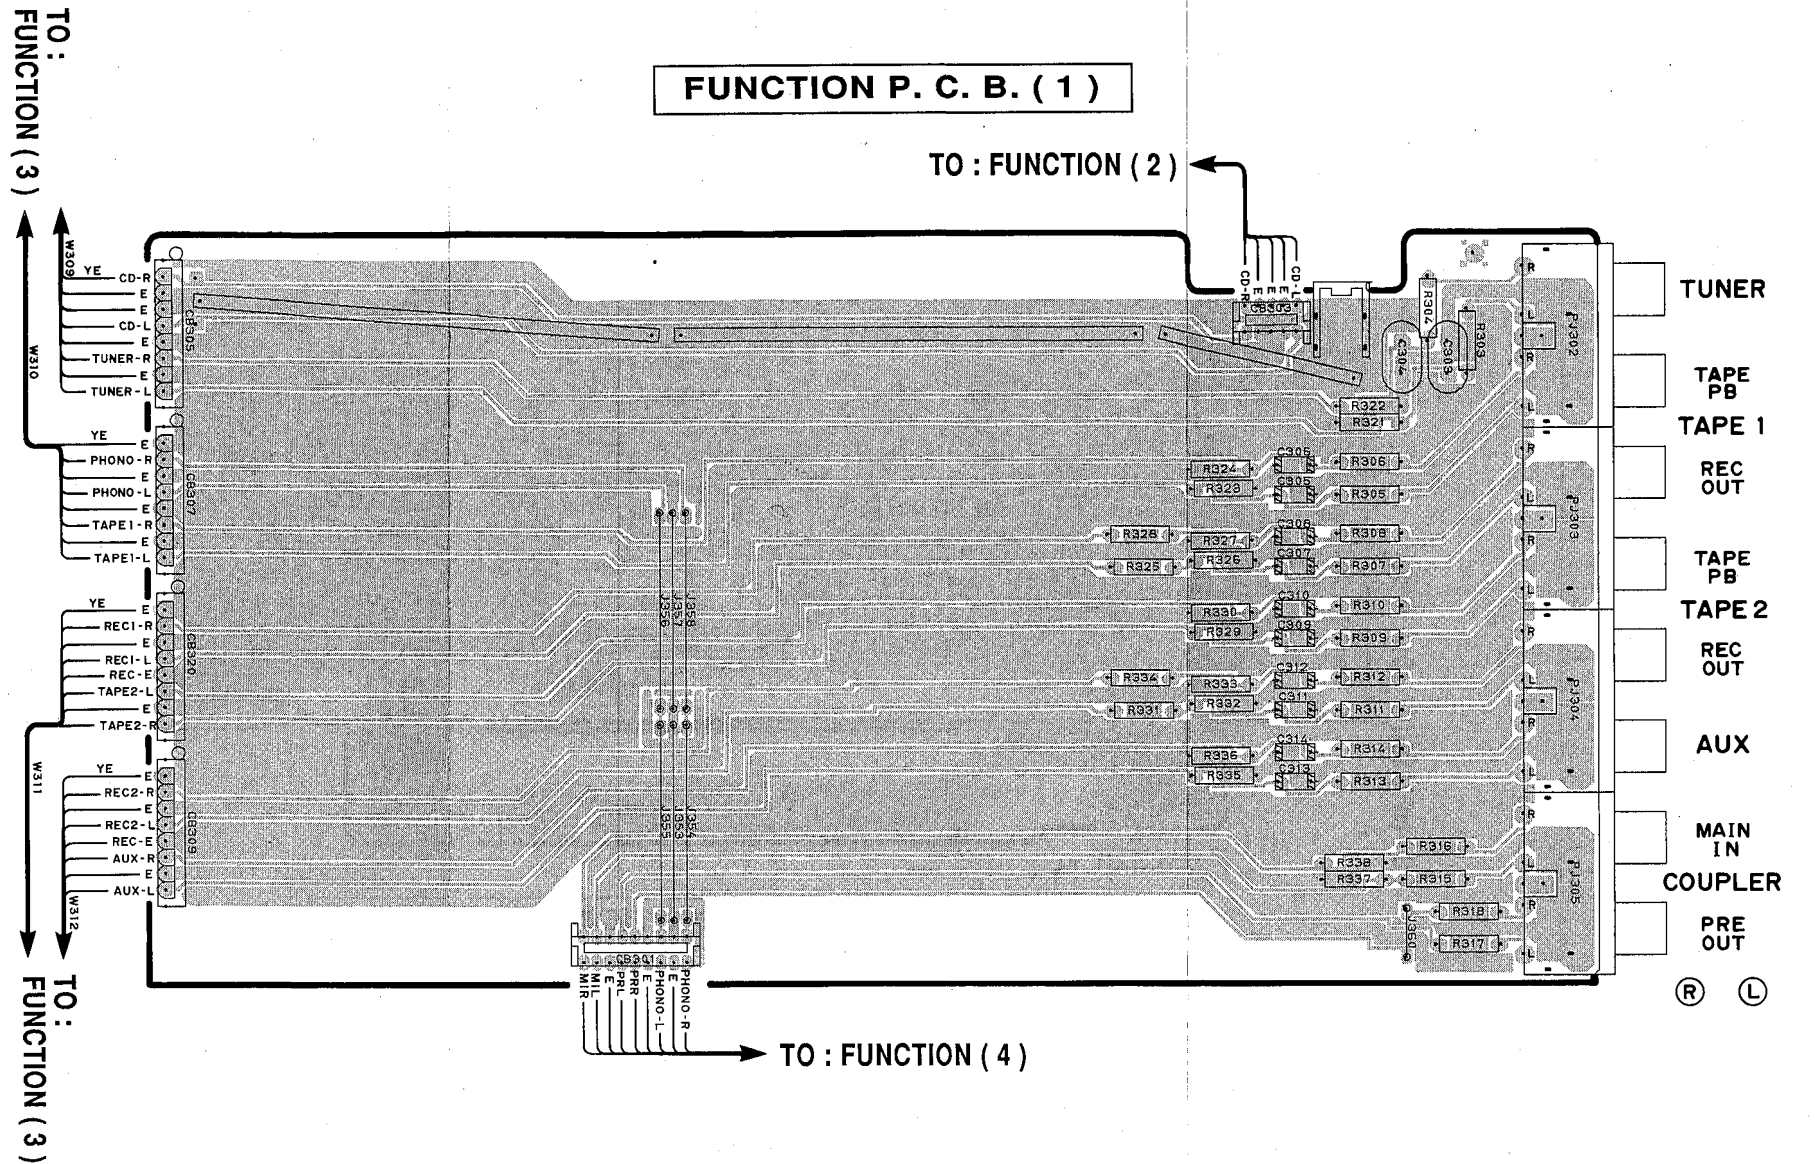 FUNCTION P. C. B. ( 1 )
TO :
FUNCTION ( 3 )
TO : FUNCTION ( 2 )
W309
YE
CD-R
E
E
CD-L
E
TUNER-R
E
TUNER-L
CB305
W310
YE
E
PHONO-R
E
PHONO-L
E
TAPE1-R
E
TAPE1-L
CB307
YE
E
REC1-R
E
REC1-L
REC-E
TAPE2-L
E
TAPE2-R
CB320
W311
YE
E
REC2-R
E
REC2-L
REC-E
AUX-R
E
AUX-L
CB309
W312
TO :
FUNCTION ( 3 )
CD-R
E
E
E
CD-L
CB303
R304
R303
C304
C303
R322
R321
C306
R324
R306
R323
C305
R305
C308
R328
R327
R308
C307
R325
R326
R307
C310
R330
R310
C309
R329
R309
C312
R334
R333
R312
C311
R332
R331
R311
C314
R336
R314
C313
R335
R313
R316
R338
R337
R315
R318
R317
J360
J356
J357
J358
J355
J353
J354
CB301
MIR
MIL
E
PRL
PRR
E
PHONO-L
E
PHONO-R
TO : FUNCTION ( 4 )
R
L
R
L
PJ302
R
L
R
L
PJ303
R
L
R
L
PJ304
R
L
R
L
PJ305
TUNER
TAPE
PB
TAPE 1
REC
OUT
TAPE
PB
TAPE 2
REC
OUT
AUX
MAIN
IN
COUPLER
PRE
OUT
R L